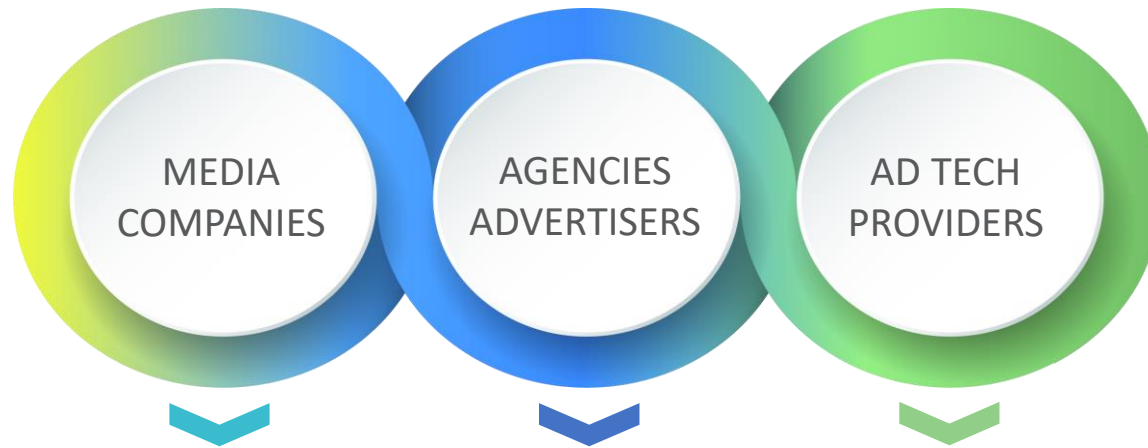 MEDIA
COMPANIES
AGENCIES
ADVERTISERS
AD TECH
PROVIDERS